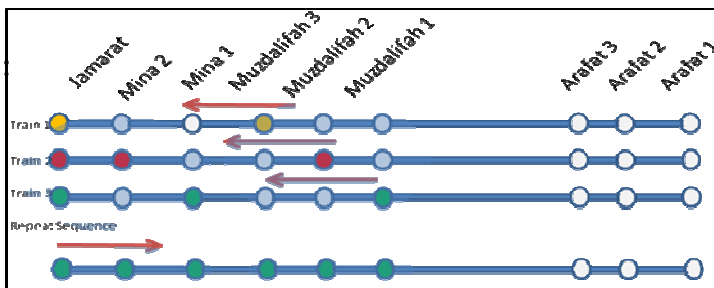 Jamarat
Mina 2
Mina 1
Muzdalifah 3
Muzdalifah 2
Muzdalifah 1
Arafat 3
Arafat 2
Arafat 1
Train 1
Train 2
Train 3
Repeat Sequence